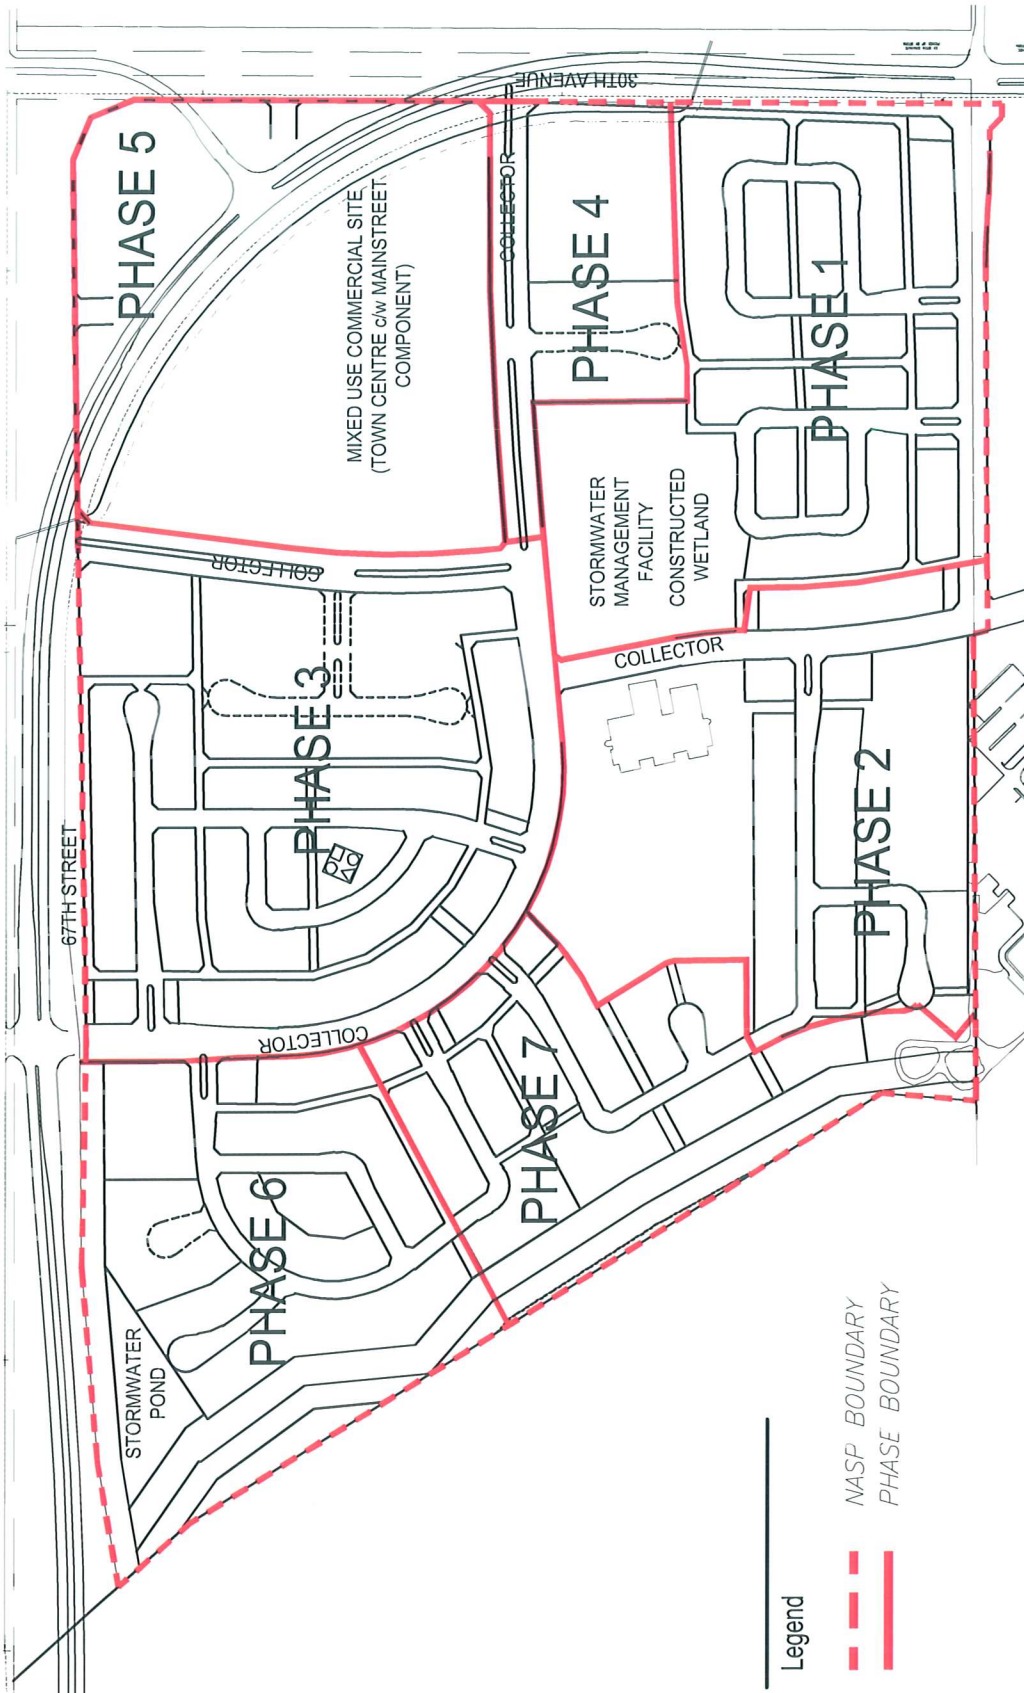 67TH STREET
30TH AVENUE
PHASE 5
MIXED USE COMMERCIAL SITE
(TOWN CENTRE c/w MAINSTREET
COMPONENT)
COLLECTOR
PHASE 4
PHASE 1
STORMWATER
MANAGEMENT
FACILITY
CONSTRUCTED
WETLAND
COLLECTOR
COLLECTOR
PHASE 3
PHASE 2
COLLECTOR
PHASE 7
PHASE 6
STORMWATER
POND
Legend
NASP BOUNDARY
PHASE BOUNDARY